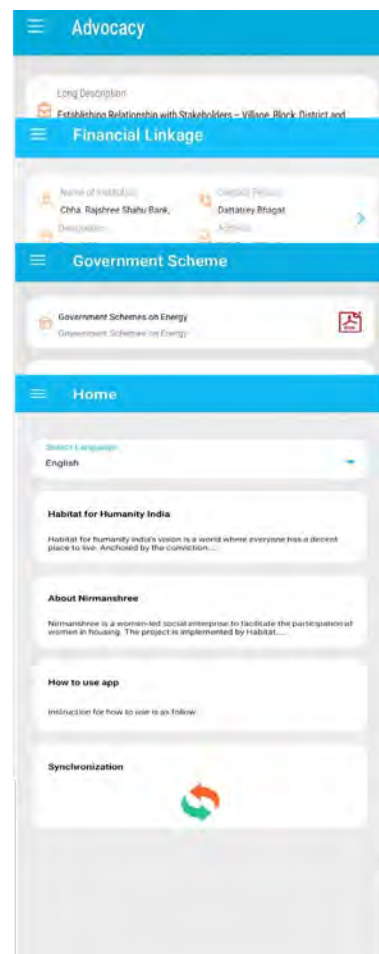 Advocacy
Long Description
Establishing Relationship with Stakeholders – Village, Block, District and
Financial Linkage
Name of Institution
Contact Person
Chha. Rajshree Shahu Bank,
Dattatrey Bhagat
Designation
Address
Government Scheme
Government Schemes on Energy
Government Schemes on Energy
Home
Select Language
English
Habitat for Humanity India
Habitat for humanity india's vision is a world where everyone has a decent
place to live. Anchored by the conviction....
About Nirmanshree
Nirmanshree is a women-led social enterprise to facilitate the participation of
women in housing. The project is implemented by Habitat....
How to use app
Instruction for how to use is as follow
Synchronization